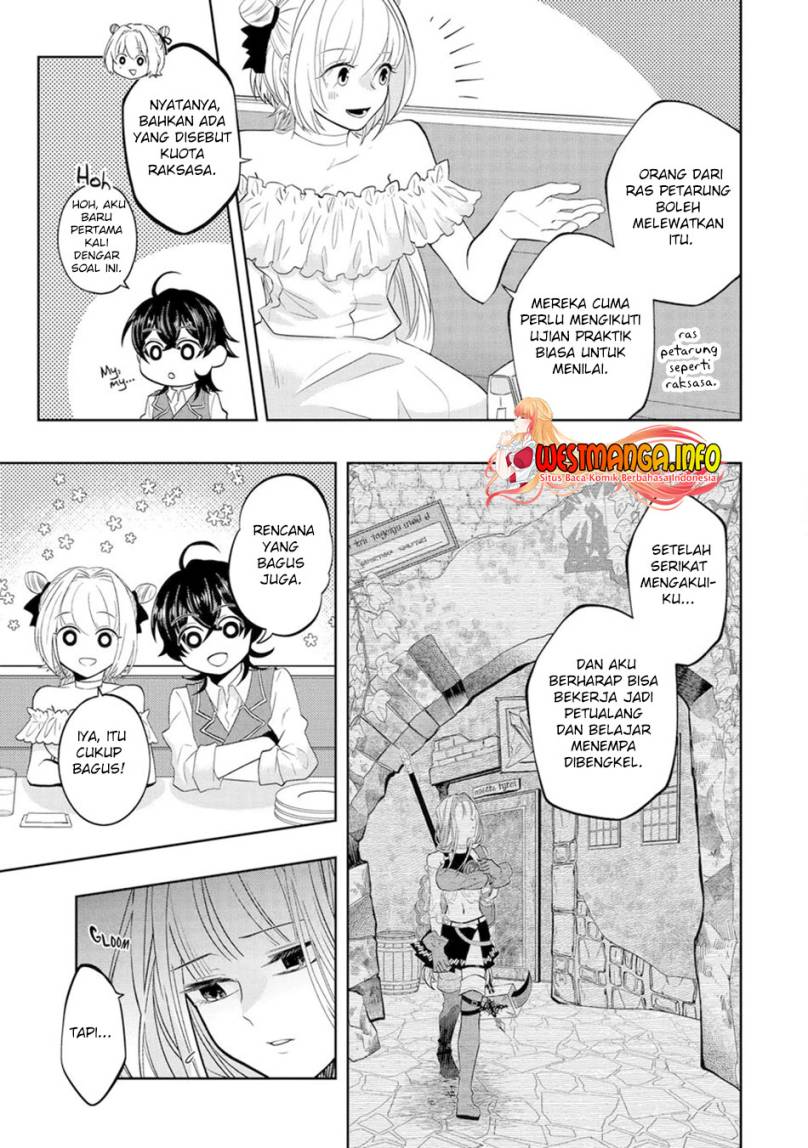 ORANG DARI
RAS PETARUNG
BOLEH
MELEWATKAN
ITU.
MEREKA CUMA
PERLU MENGIKUTI
UJIAN PRAKTIK
BIASA UNTUK
MENILAI.
ras
petarung
seperti
raksasa.
NYATANYA,
BAHKAN ADA
YANG DISEBUT
KUOTA
RAKSASA.
Hoh
HOH, AKU
BARU
PERTAMA
KALI
DENGAR
SOAL INI.
My,
my...
WESTMANGA.INFO
Situs Baca Komik Berbahasa Indonesia
SETELAH
SERIKAT
MENGAKUI-
KU...
DAN AKU
BERHARAP BISA
BEKERJA JADI
PETUALANG
DAN BELAJAR
MENEMPA
DIBENGKEL.
RENCANA
YANG
BAGUS
JUGA.
IYA, ITU
CUKUP
BAGUS!
GLOOM
TAPI...